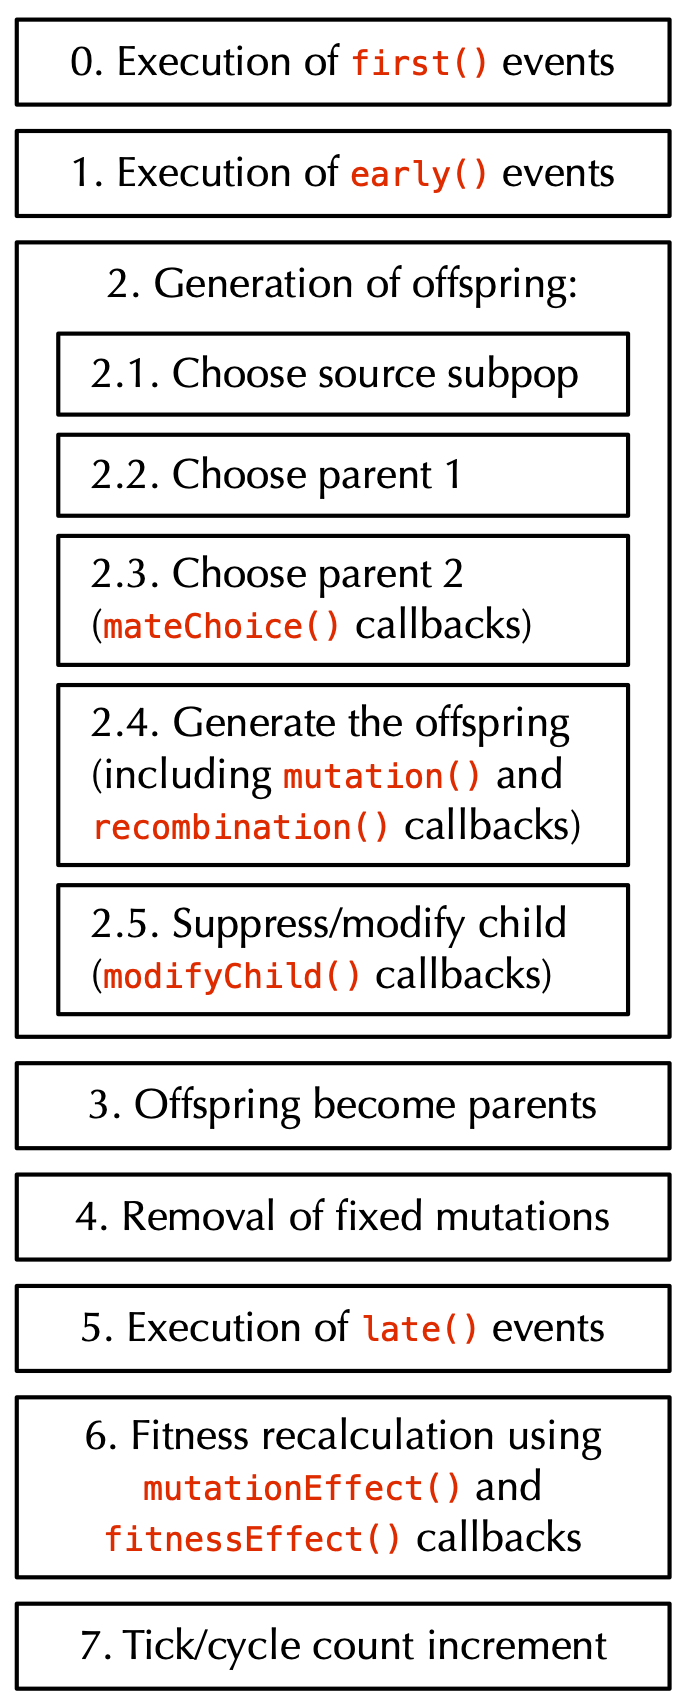 0. Execution of first() events
1. Execution of early() events
2. Generation of offspring:
2.1. Choose source subpop
2.2. Choose parent 1
2.3. Choose parent 2
(mateChoice() callbacks)
2.4. Generate the offspring
(including mutation() and
recombination() callbacks)
2.5. Suppress/modify child
(modifyChild() callbacks)
3. Offspring become parents
4. Removal of fixed mutations
5. Execution of late() events
6. Fitness recalculation using
mutationEffect() and
fitnessEffect() callbacks
7. Tick/cycle count increment